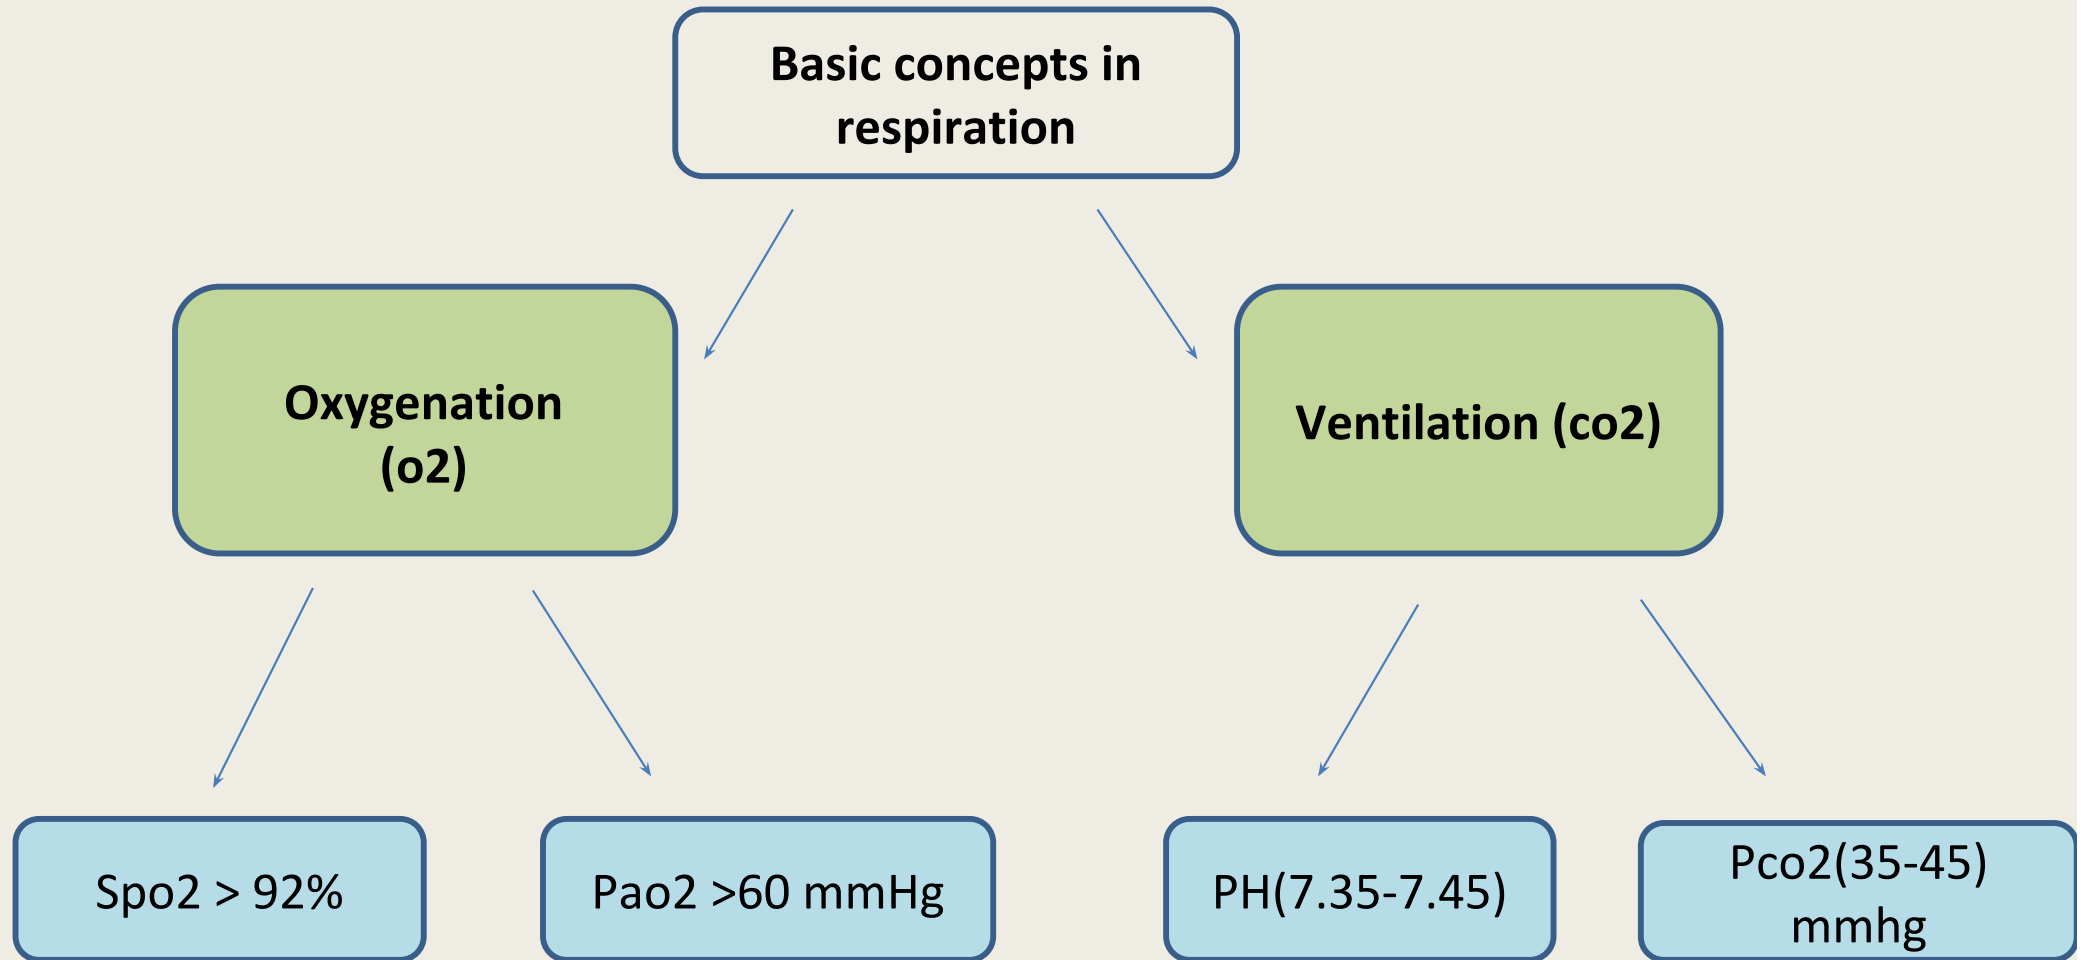 Basic concepts in
respiration
Oxygenation
(o2)
Ventilation (co2)
Spo2 > 92%
Pao2 >60 mmHg
PH(7.35-7.45)
Pco2(35-45)
mmhg